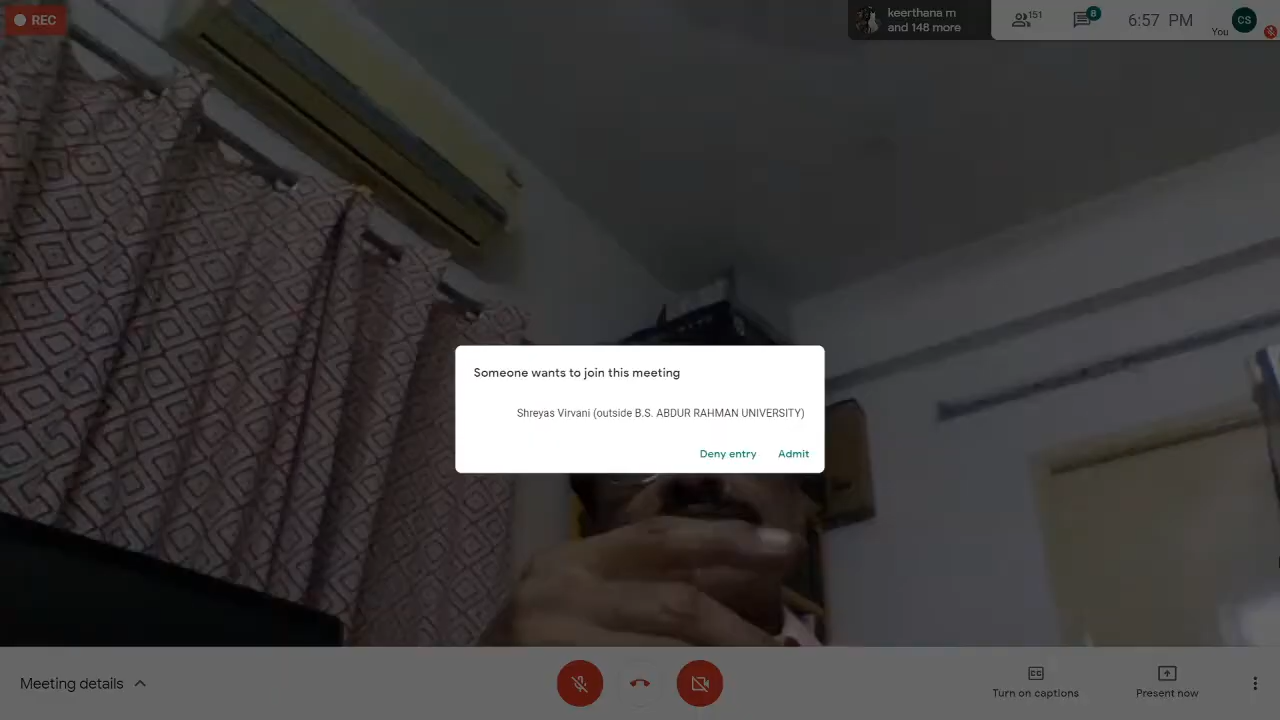 REC
keerthana m
and 148 more
151
8
6:57 PM
You
CS
Someone wants to join this meeting
Shreyas Virvani (outside B.S. ABDUR RAHMAN UNIVERSITY)
Deny entry
Admit
Meeting details
CC
Turn on captions
Present now